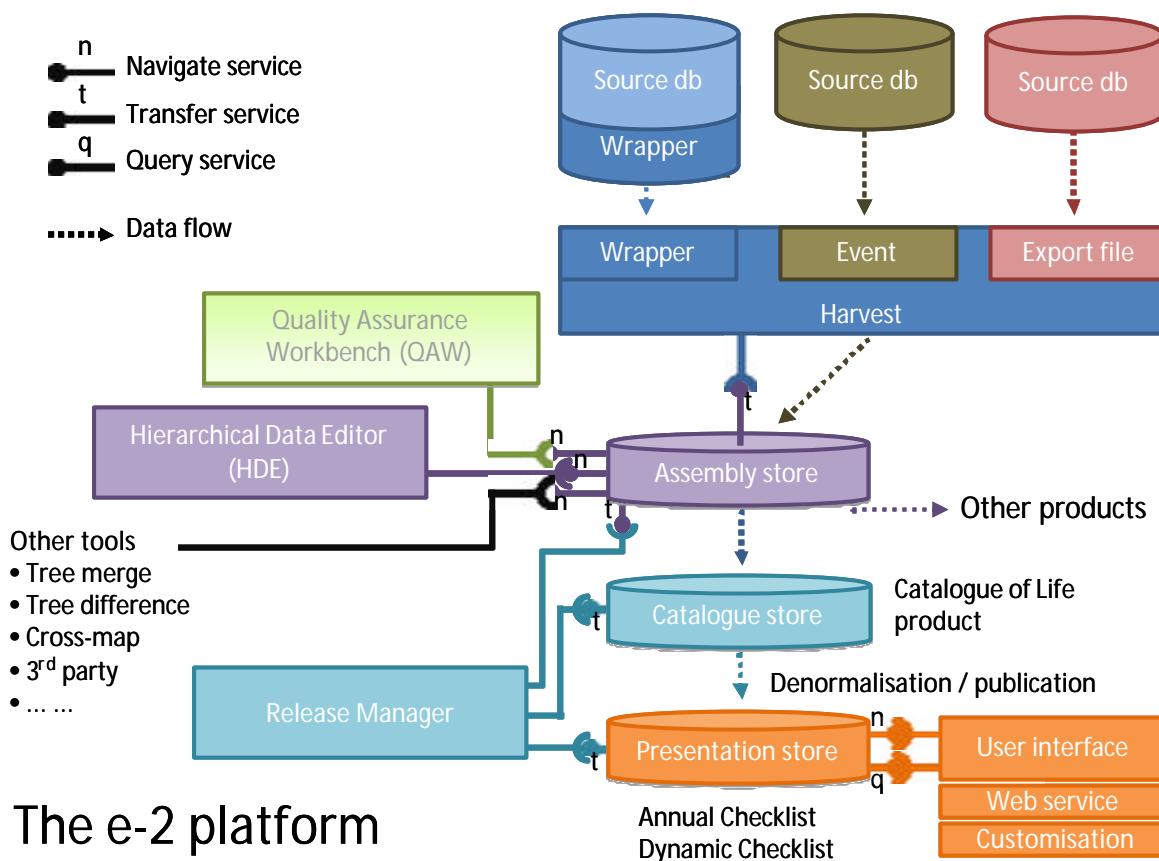 n
Navigate service
t
Transfer service
q
Query service
Data flow
Source db
Wrapper
Source db
Source db
Wrapper
Event
Export file
Harvest
Quality Assurance
Workbench (QAW)
t
Hierarchical Data Editor
(HDE)
n
n
n
t
Assembly store
Other products
Other tools
• Tree merge
• Tree difference
• Cross-map
• 3rd party
• ... ...
t
Catalogue store
Catalogue of Life
product
Release Manager
Denormalisation / publication
t
Presentation store
n
q
User interface
Web service
Customisation
The e-2 platform
Annual Checklist
Dynamic Checklist